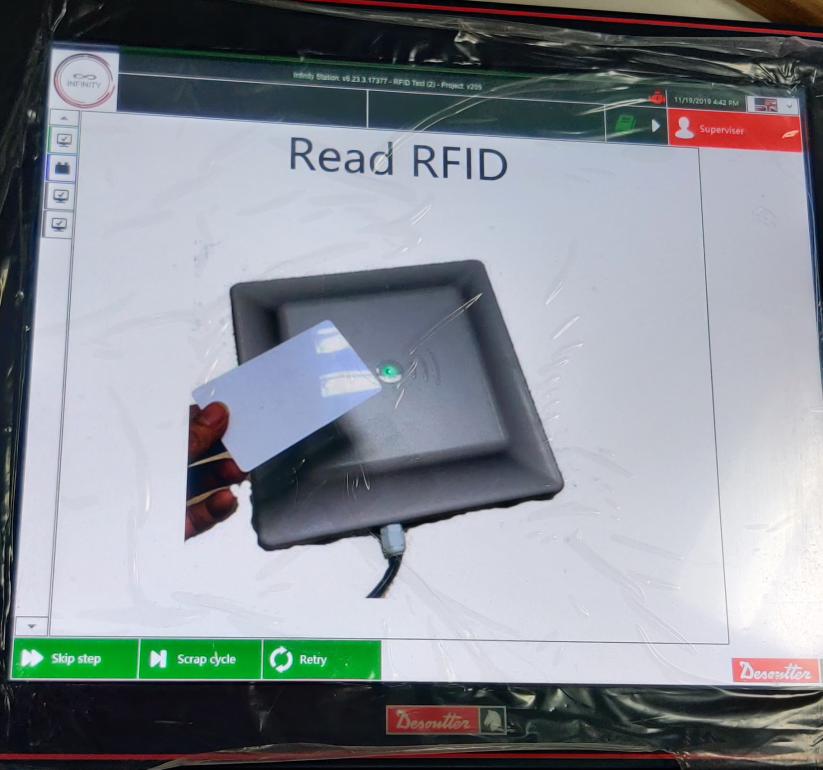 Infinity Station: v6.23.3.17377 - RFID Test (2) - Project: v205
INFINITY
11/19/2019 4:42 PM
Superviser
Read RFID
Skip step
Scrap cycle
Retry
Desoutter
Desoutter